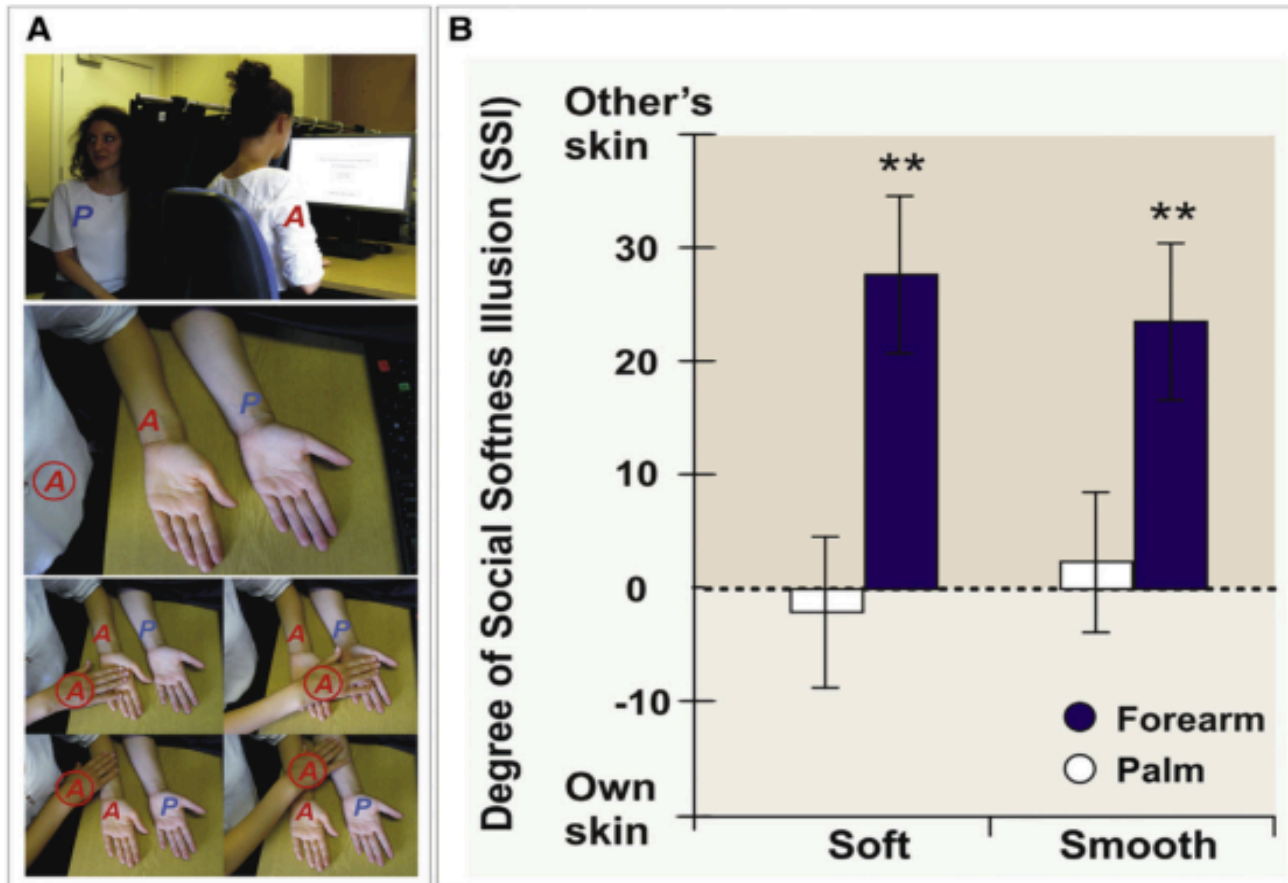 A
P
A
A
P
A
A
P
A
A
P
A
A
A
P
A
A
P
B
Degree of Social Softness Illusion (SSI)
Other's
skin
**
**
30
20
10
0
-10
Own
skin
Forearm
Palm
Soft
Smooth